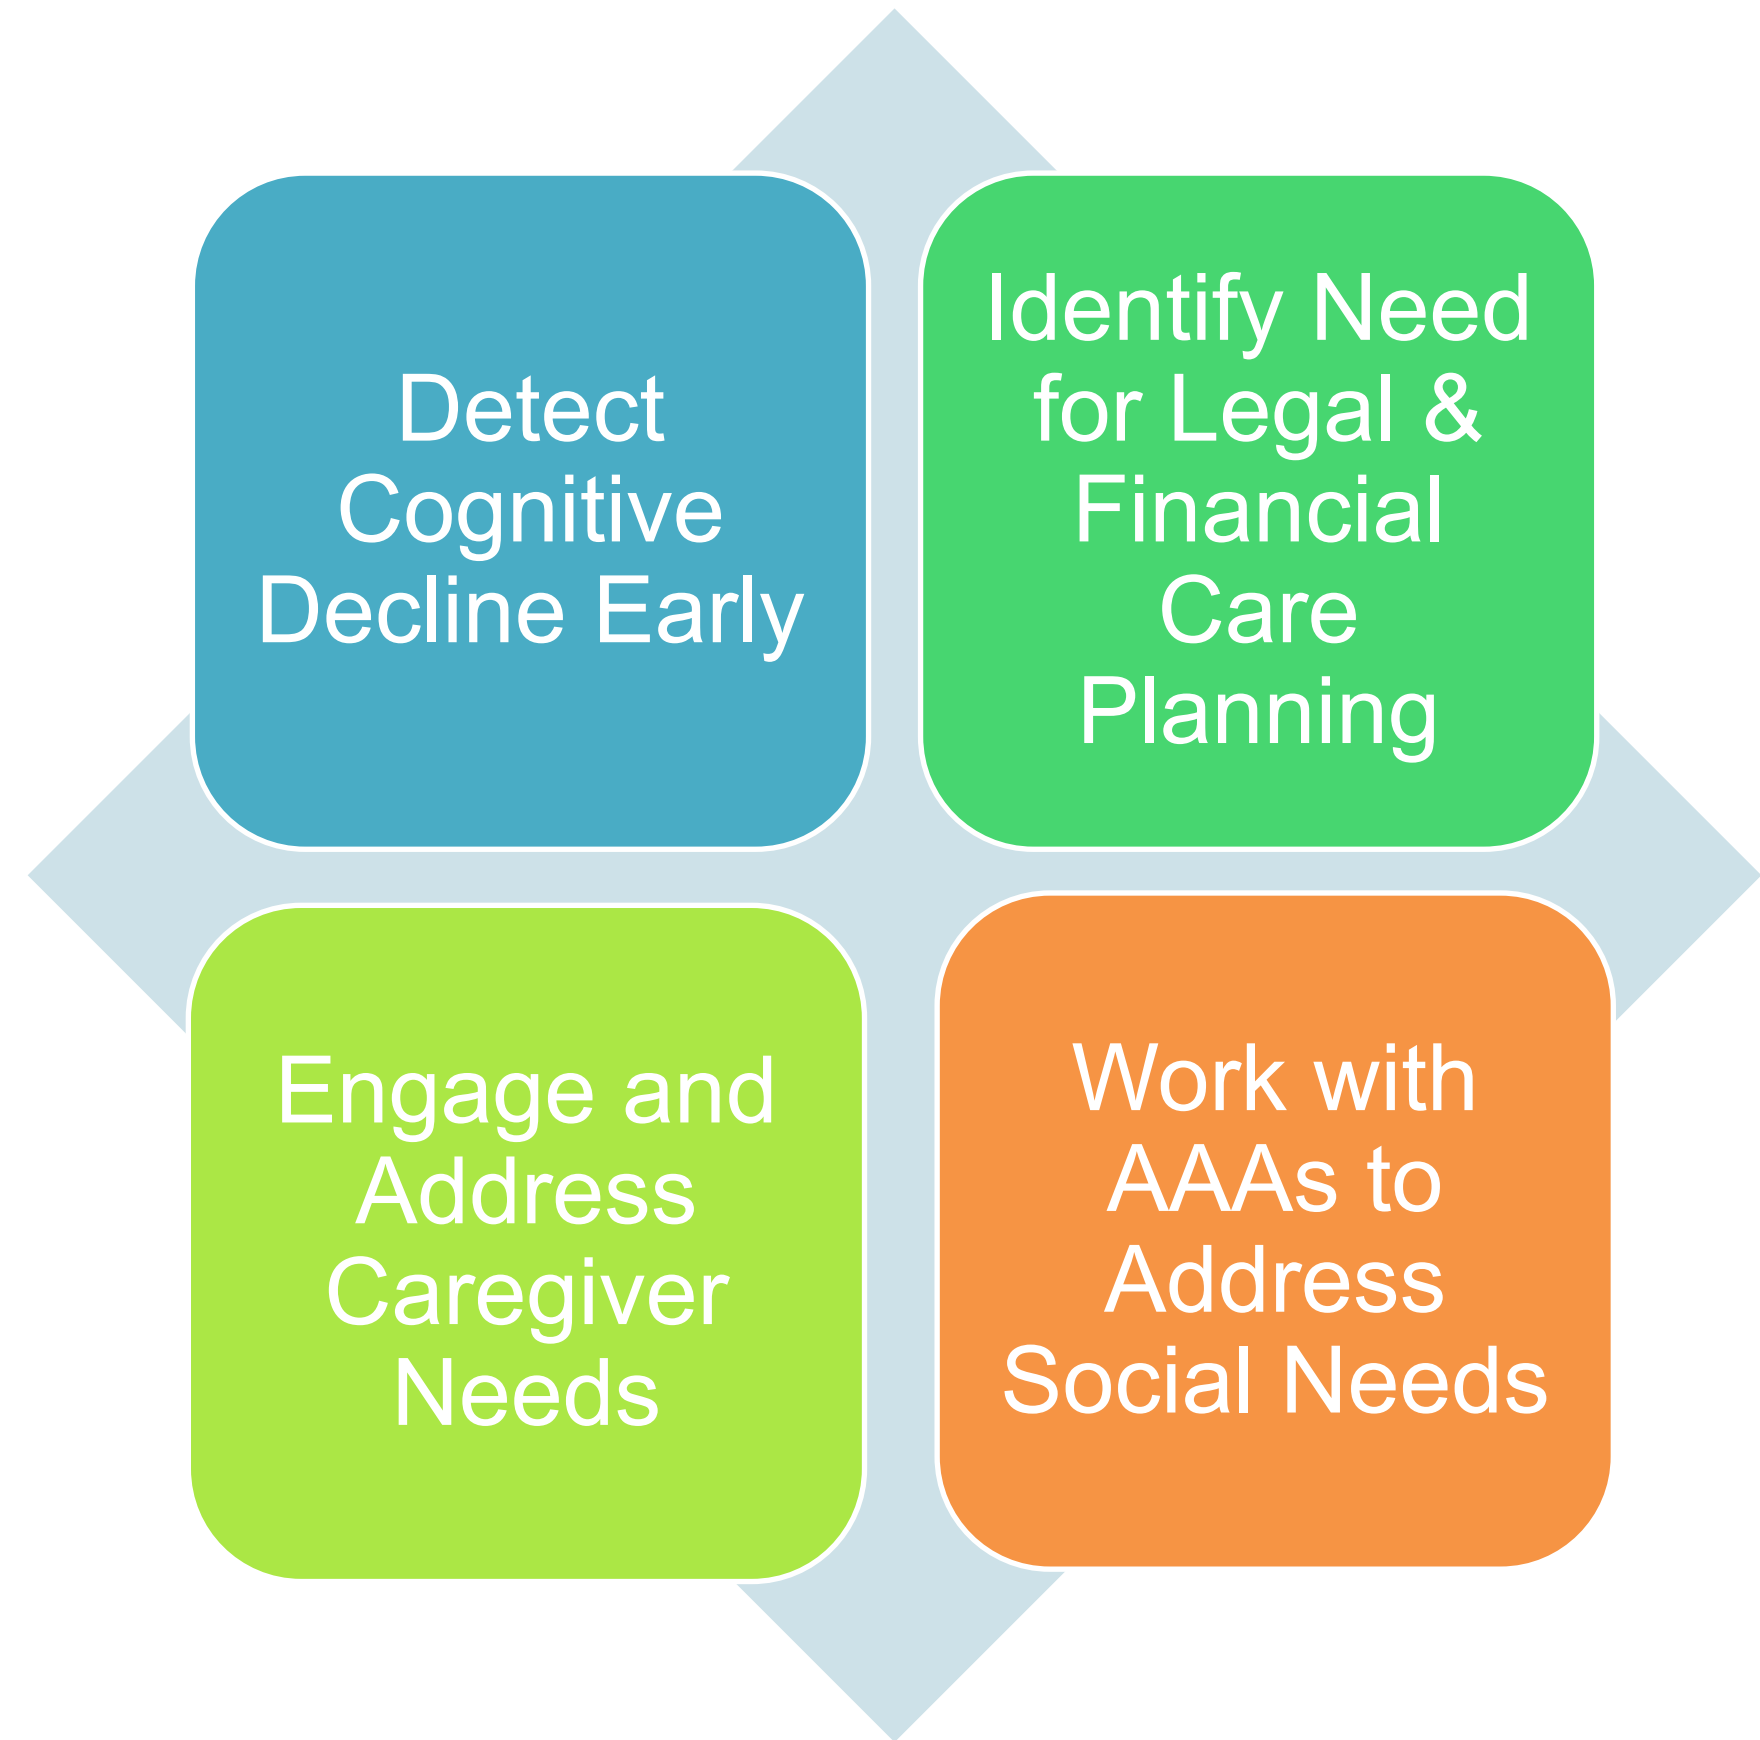 Detect
Cognitive
Decline Early
Identify Need
for Legal &
Financial
Care
Planning
Engage and
Address
Caregiver
Needs
Work with
AAAs to
Address
Social Needs